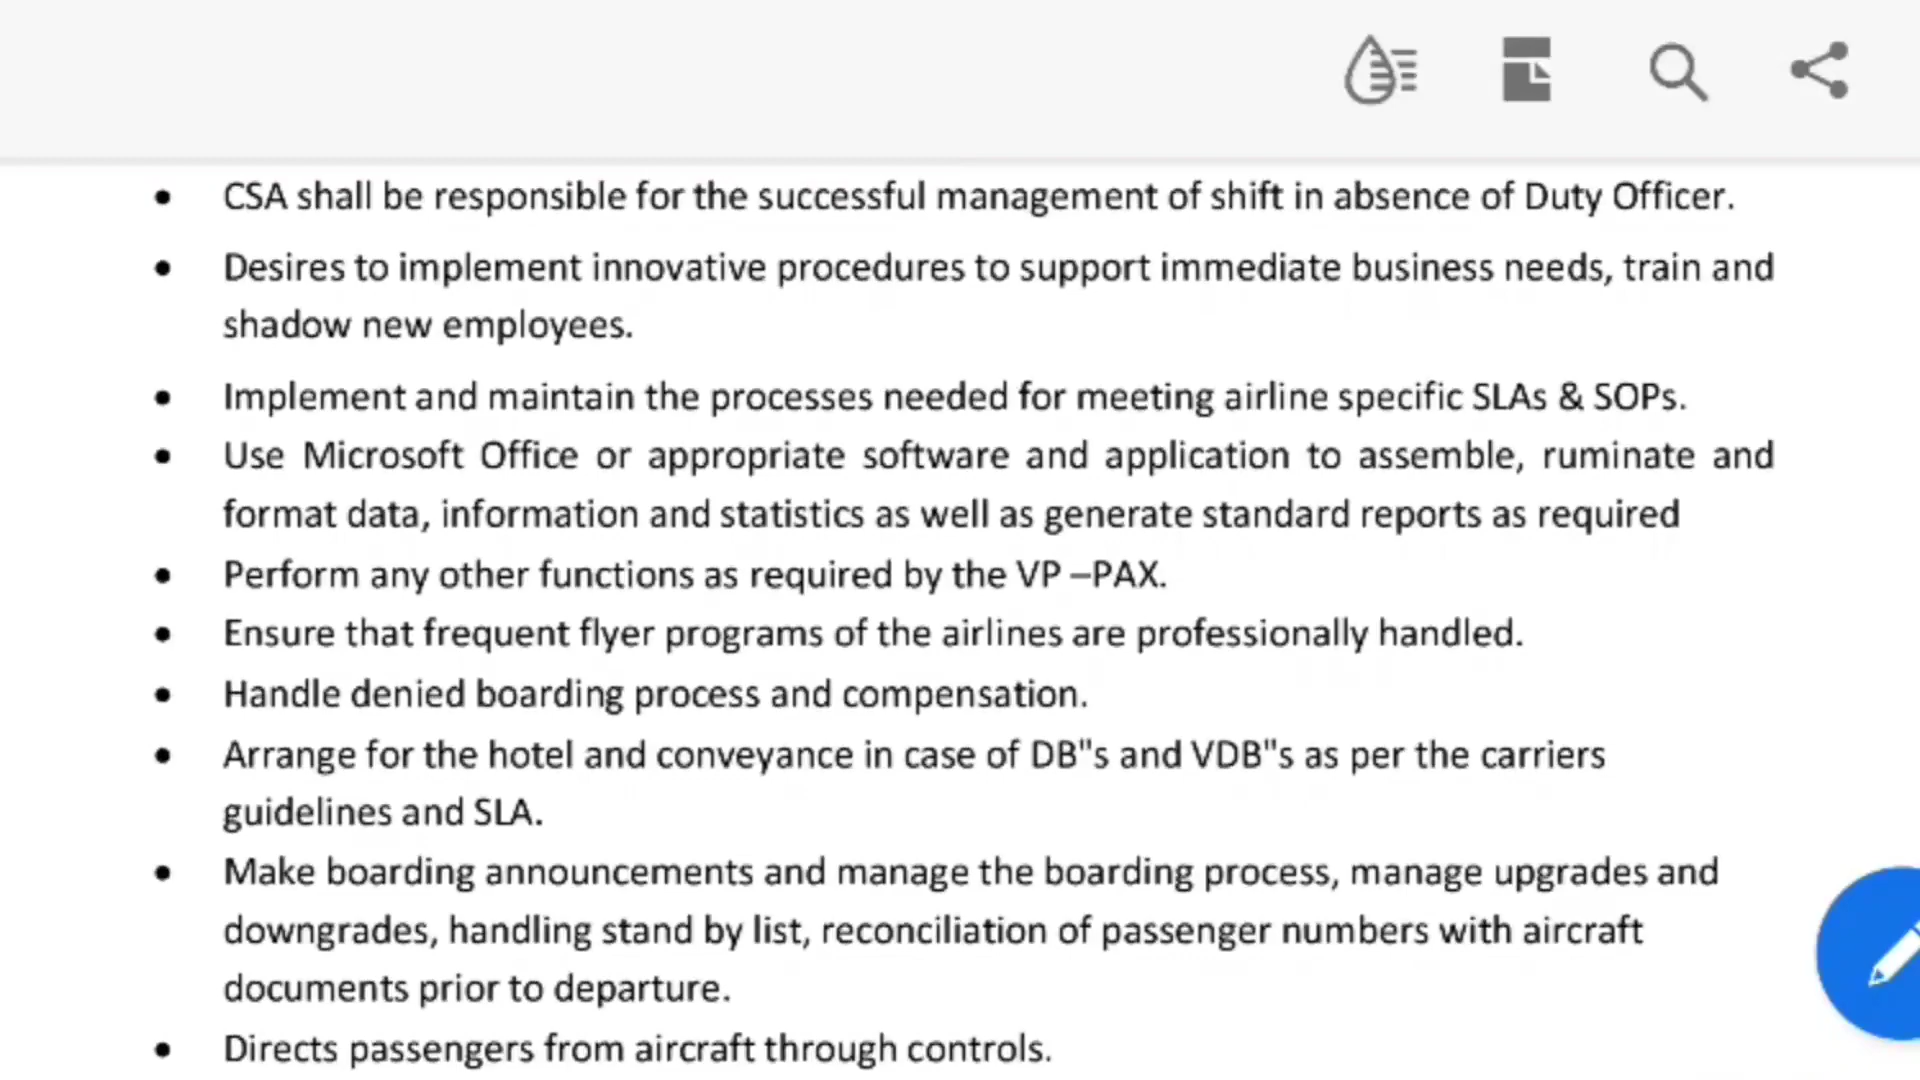 • CSA shall be responsible for the successful management of shift in absence of Duty Officer.
• Desires to implement innovative procedures to support immediate business needs, train and
shadow new employees.
• Implement and maintain the processes needed for meeting airline specific SLAs & SOPs.
• Use Microsoft Office or appropriate software and application to assemble, ruminate and
format data, information and statistics as well as generate standard reports as required
• Perform any other functions as required by the VP –PAX.
• Ensure that frequent flyer programs of the airlines are professionally handled.
• Handle denied boarding process and compensation.
• Arrange for the hotel and conveyance in case of DB"s and VDB"s as per the carriers
guidelines and SLA.
• Make boarding announcements and manage the boarding process, manage upgrades and
downgrades, handling stand by list, reconciliation of passenger numbers with aircraft
documents prior to departure.
• Directs passengers from aircraft through controls.